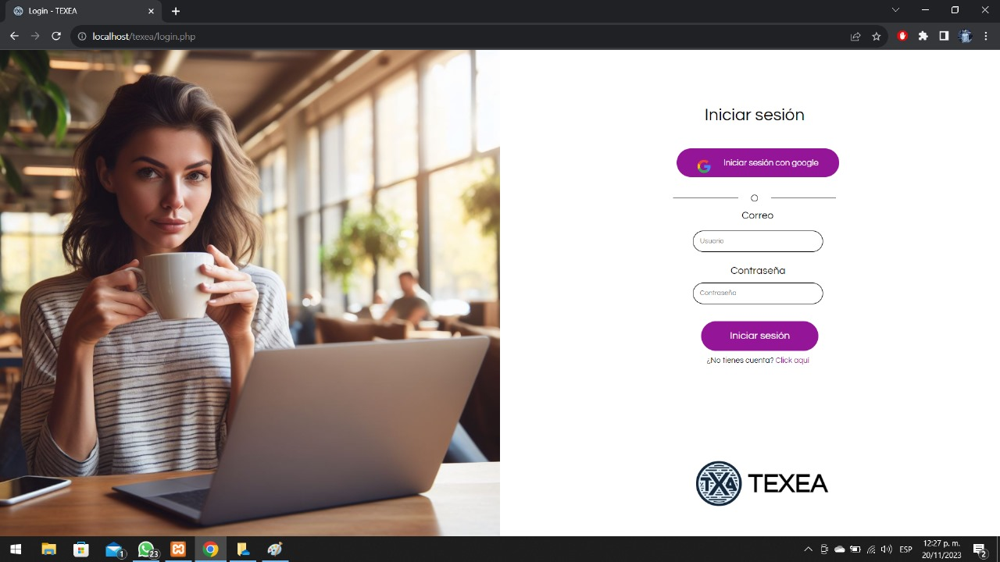 Login - TEXEA
localhost/texea/login.php
Iniciar sesión
Iniciar sesión con google
O
Correo
Usuario
Contraseña
Contraseña
Iniciar sesión
¿No tienes cuenta? Click aquí
TXA TEXEA
1
23
ESP
12:27 p. m.
20/11/2023
2